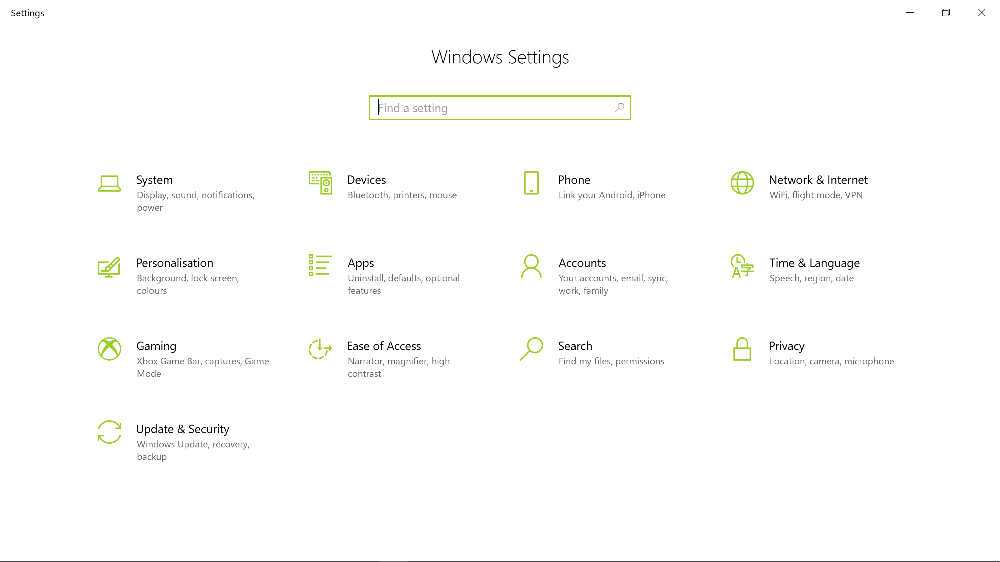 Settings
Windows Settings
Find a setting
System
Display, sound, notifications,
power
Devices
Bluetooth, printers, mouse
Phone
Link your Android, iPhone
Network & Internet
WiFi, flight mode, VPN
Personalisation
Background, lock screen,
colours
Apps
Uninstall, defaults, optional
features
Accounts
Your accounts, email, sync,
work, family
Time & Language
Speech, region, date
Gaming
Xbox Game Bar, captures, Game
Mode
Ease of Access
Narrator, magnifier, high
contrast
Search
Find my files, permissions
Privacy
Location, camera, microphone
Update & Security
Windows Update, recovery,
backup